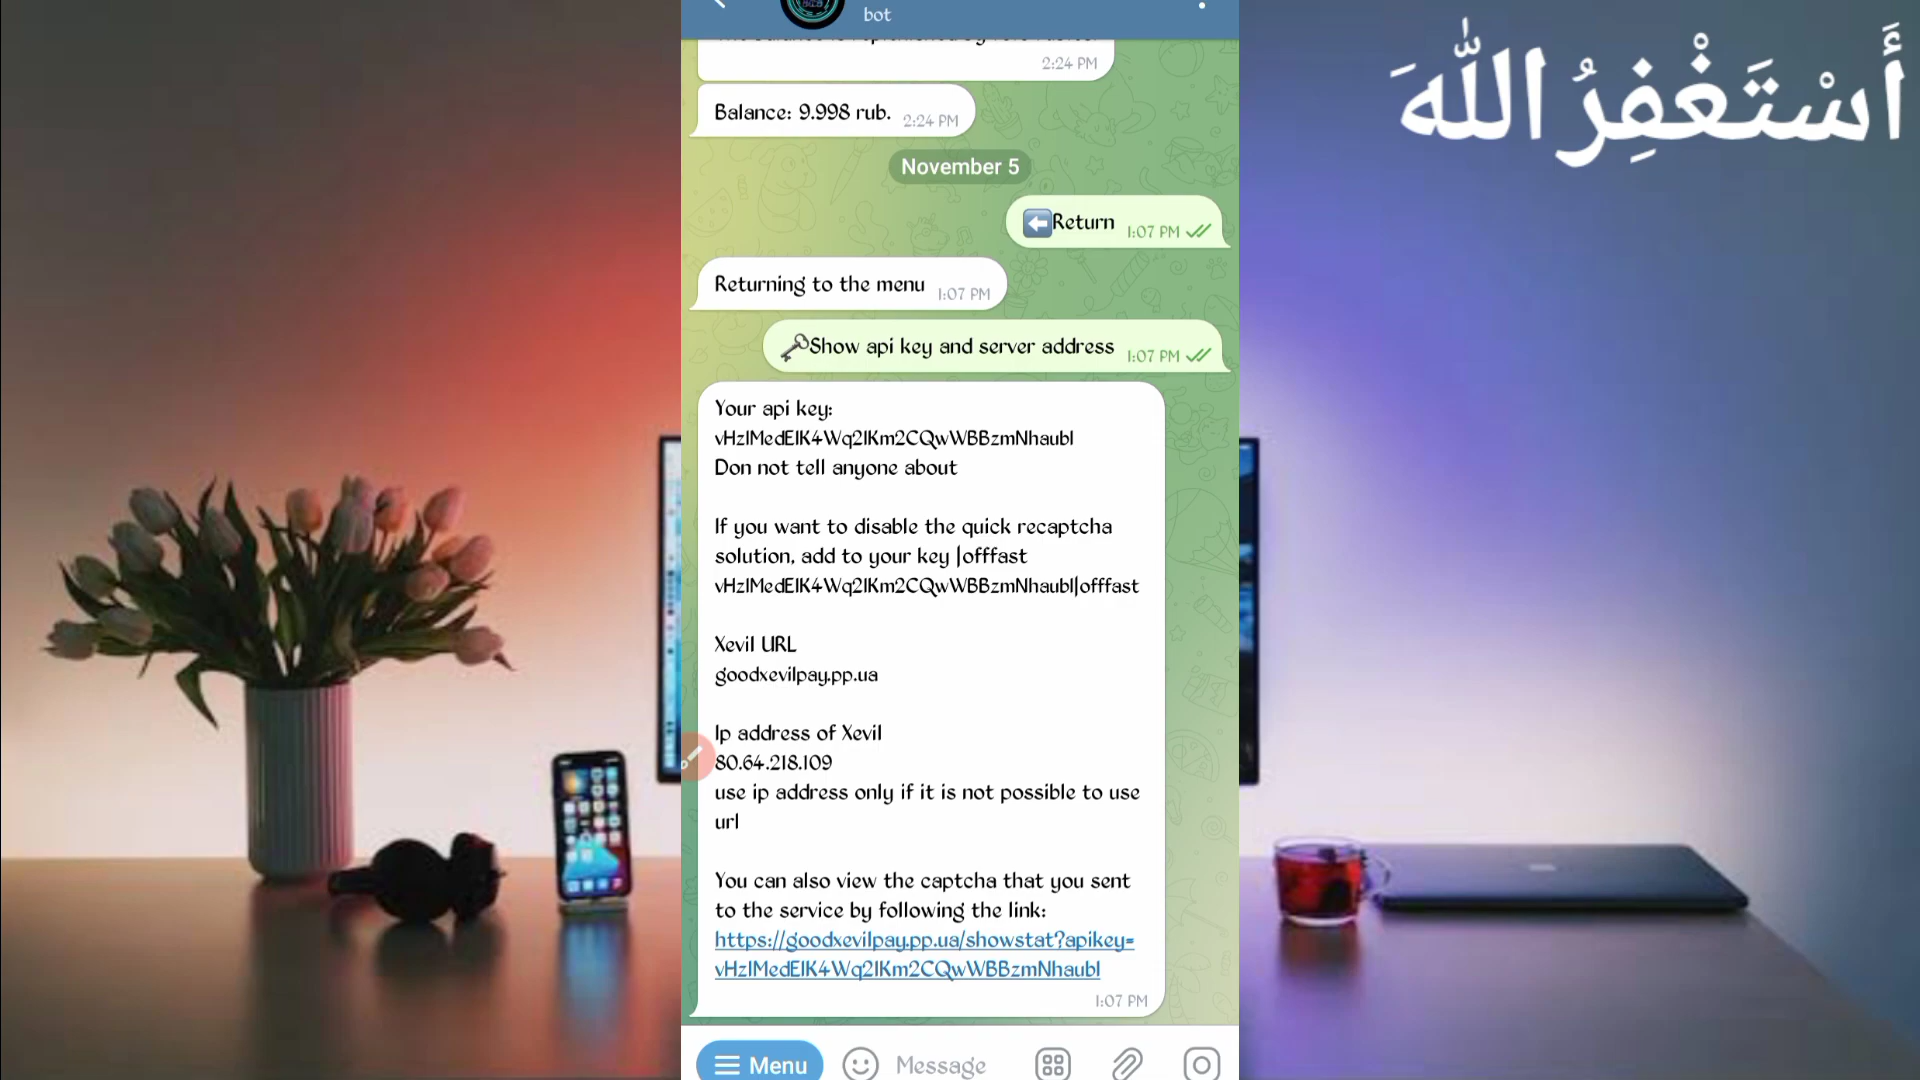 bot
2:24 PM
Balance: 9.998 rub. 2:24 PM
November 5
Return 1:07 PM
Returning to the menu 1:07 PM
Show api key and server address 1:07 PM
Your api key:
vHzIMedEIK4Wq2IKm2CQwWBBzmNhaubI
Don not tell anyone about
If you want to disable the quick recaptcha
solution, add to your key |offfast
vHzIMedEIK4Wq2IKm2CQwWBBzmNhaubI|offfast
Xevil URL
goodxevilpay.pp.ua
Ip address of Xevil
80.64.218.109
use ip address only if it is not possible to use
url
You can also view the captcha that you sent
to the service by following the link:
https://goodxevilpay.pp.ua/showstat?apikey=
vHzIMedEIK4Wq2IKm2CQwWBBzmNhaubI
1:07 PM
Menu
Message
أَسْتَغْفِرُ اللّٰهَ